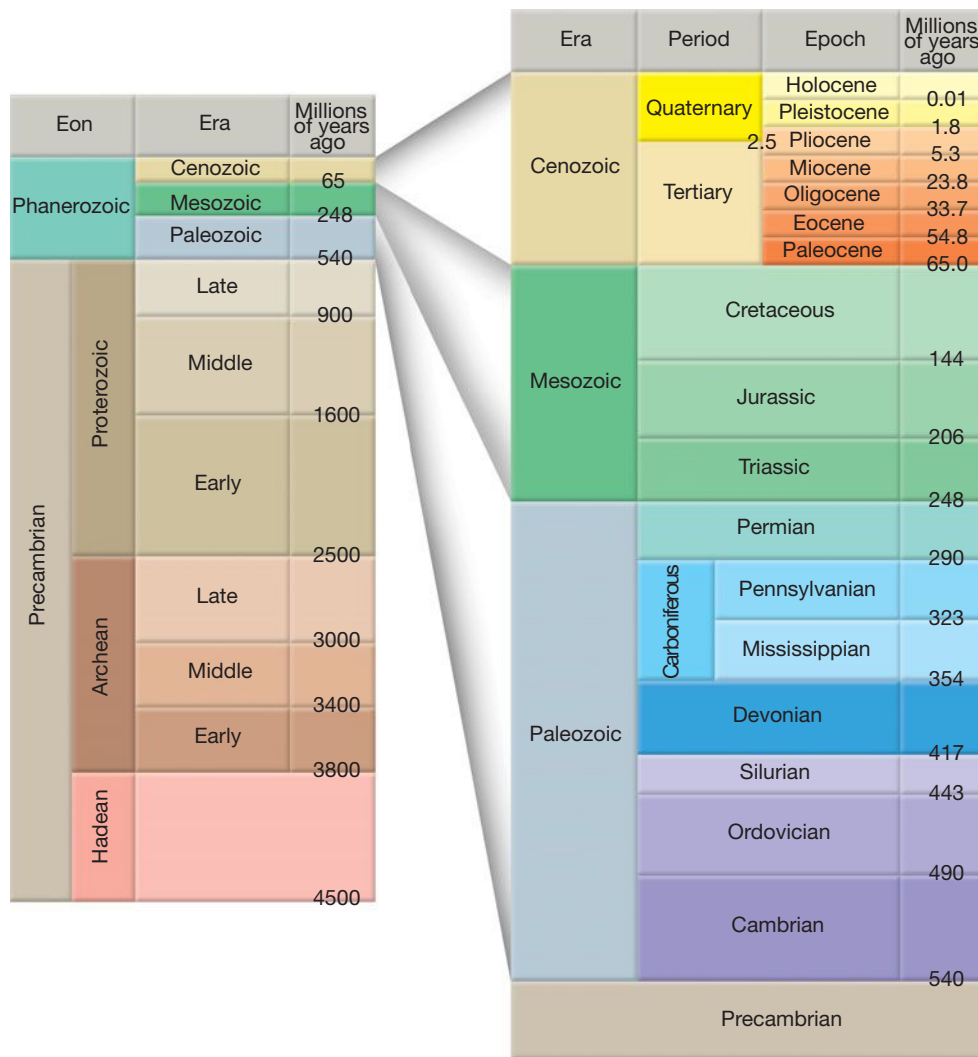 Eon
Era
Millions
of years
ago
Phanerozoic
Cenozoic
65
Mesozoic
248
Paleozoic
540
Precambrian
Proterozoic
Late
900
Middle
1600
Early
2500
Archean
Late
3000
Middle
3400
Early
3800
Hadean
4500
Era
Period
Epoch
Millions
of years
ago
Cenozoic
Quaternary
Holocene
0.01
Pleistocene
1.8
2.5
Tertiary
Pliocene
5.3
Miocene
23.8
Oligocene
33.7
Eocene
54.8
Paleocene
65.0
Mesozoic
Cretaceous
144
Jurassic
206
Triassic
248
Paleozoic
Permian
290
Carboniferous
Pennsylvanian
323
Mississippian
354
Devonian
417
Silurian
443
Ordovician
490
Cambrian
540
Precambrian